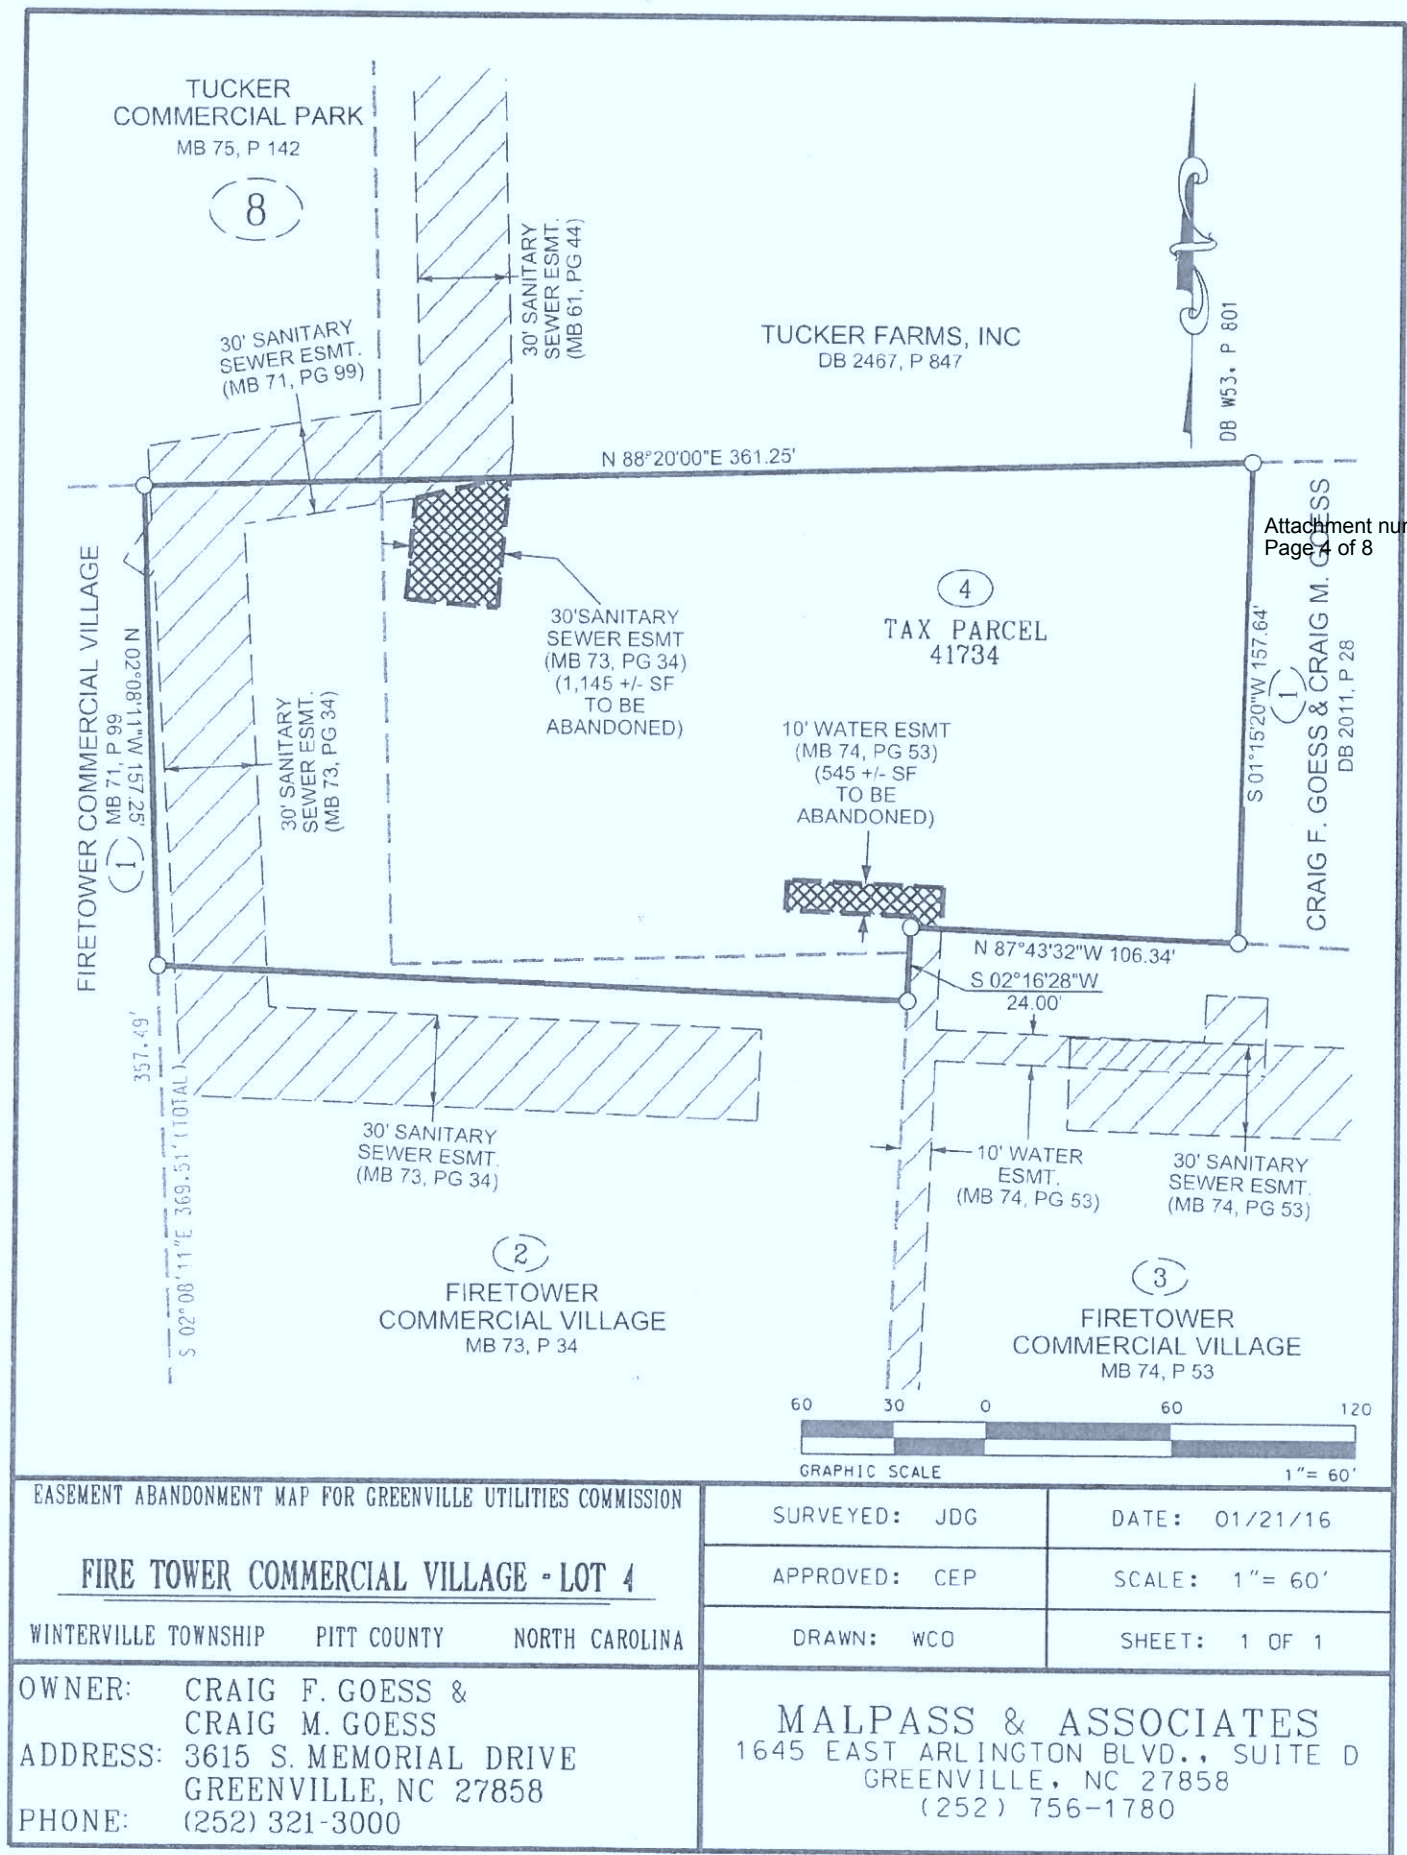 TUCKER
COMMERCIAL PARK
MB 75, P 142
8
30' SANITARY
SEWER ESMT.
(MB 61, PG 44)
30' SANITARY
SEWER ESMT.
(MB 71, PG 99)
TUCKER FARMS, INC
DB 2467, P 847
DB W53, P 801
N 88°20'00"E 361.25'
Attachment nur
Page 4 of 8
FIRETOWER COMMERCIAL VILLAGE
MB 71, P 99
1
N 02°08'11"W 157.25'
30' SANITARY
SEWER ESMT.
(MB 73, PG 34)
30'SANITARY
SEWER ESMT
(MB 73, PG 34)
(1,145 +/- SF
TO BE
ABANDONED)
4
TAX PARCEL
41734
10' WATER ESMT
(MB 74, PG 53)
(545 +/- SF
TO BE
ABANDONED)
S 01°15'20"W 157.64'
1
CRAIG F. GOESS & CRAIG M. GOESS
DB 2011, P 28
N 87°43'32"W 106.34'
S 02°16'28"W
24.00'
357.49'
S 02°08'11"E 369.51'(TOTAL)
30' SANITARY
SEWER ESMT.
(MB 73, PG 34)
10' WATER
ESMT.
(MB 74, PG 53)
30' SANITARY
SEWER ESMT.
(MB 74, PG 53)
2
FIRETOWER
COMMERCIAL VILLAGE
MB 73, P 34
3
FIRETOWER
COMMERCIAL VILLAGE
MB 74, P 53
60 30 0 60 120
GRAPHIC SCALE 1"= 60'
EASEMENT ABANDONMENT MAP FOR GREENVILLE UTILITIES COMMISSION
FIRE TOWER COMMERCIAL VILLAGE - LOT 4
WINTERVILLE TOWNSHIP PITT COUNTY NORTH CAROLINA
SURVEYED: JDG
DATE: 01/21/16
APPROVED: CEP
SCALE: 1"= 60'
DRAWN: WCO
SHEET: 1 OF 1
OWNER: CRAIG F. GOESS &
CRAIG M. GOESS
ADDRESS: 3615 S. MEMORIAL DRIVE
GREENVILLE, NC 27858
PHONE: (252) 321-3000
MALPASS & ASSOCIATES
1645 EAST ARLINGTON BLVD., SUITE D
GREENVILLE, NC 27858
(252) 756-1780